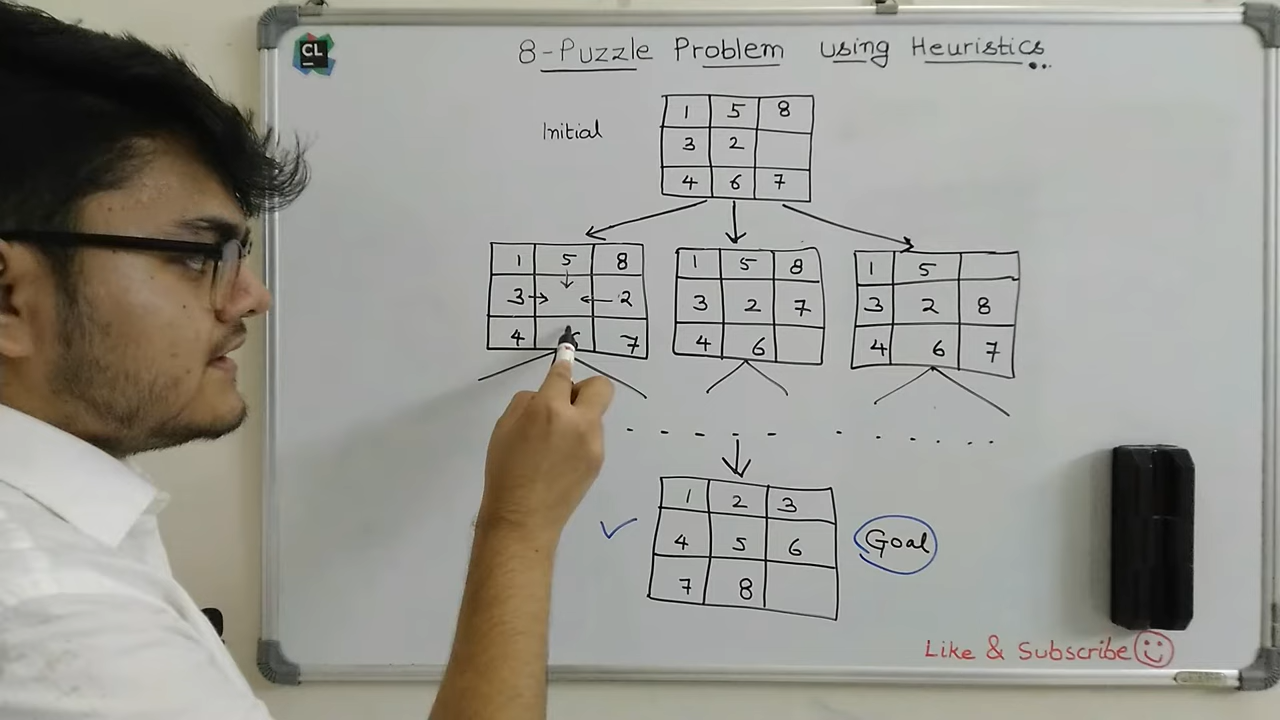 CL
8-Puzzle Problem using Heuristics
Initial
1 5 8
3 2
4 6 7
1 5 8
3 2
4 7
1 5 8
3 2 7
4 6
1 5
3 2 8
4 6 7
1 2 3
4 5 6
7 8
Goal
Like & Subscribe